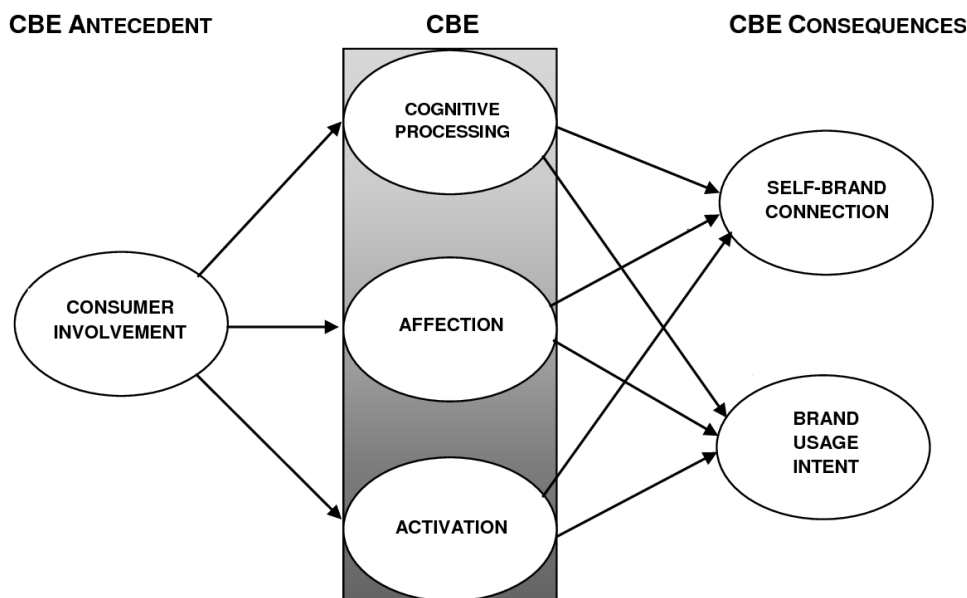 CBE ANTECEDENT
CBE
CBE CONSEQUENCES
COGNITIVE
PROCESSING
SELF-BRAND
CONNECTION
CONSUMER
INVOLVEMENT
AFFECTION
BRAND
USAGE
INTENT
ACTIVATION